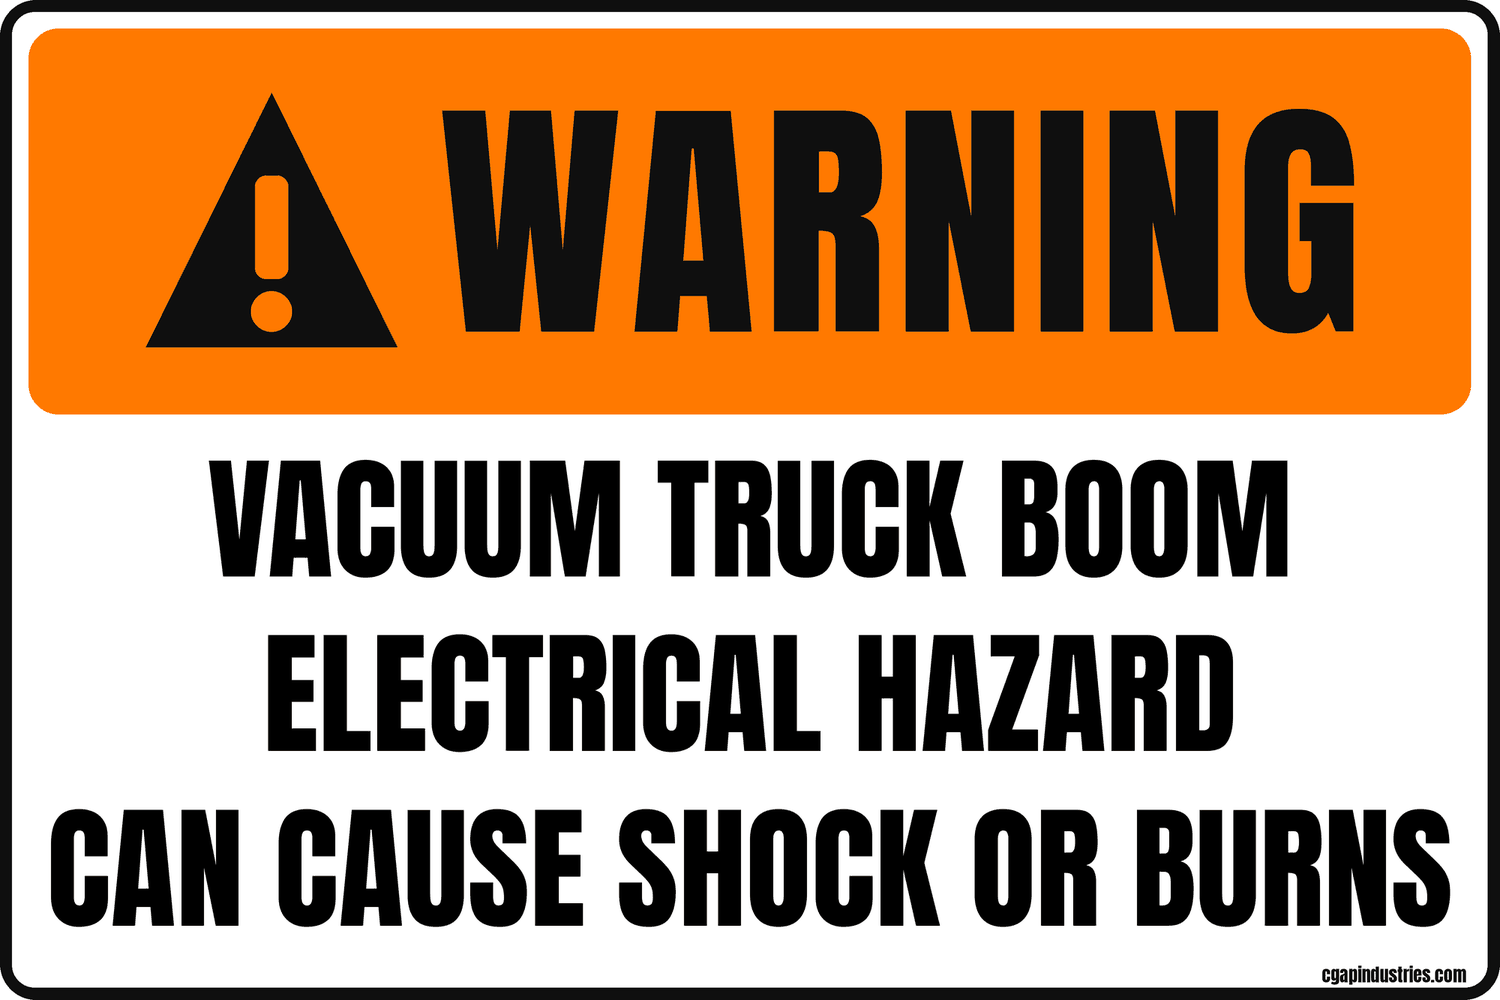 WARNING
VACUUM TRUCK BOOM
ELECTRICAL HAZARD
CAN CAUSE SHOCK OR BURNS
cgapindustries.com